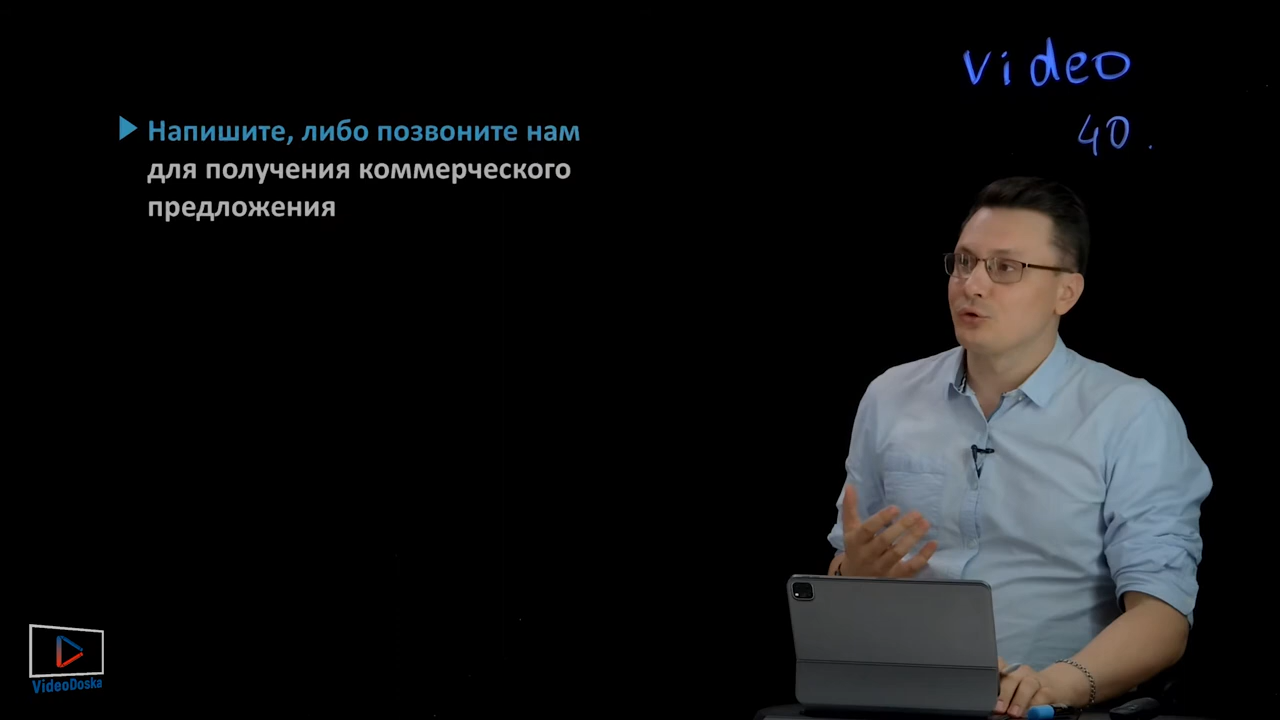 video
40.
Напишите, либо позвоните нам
для получения коммерческого
предложения
VideoDoska